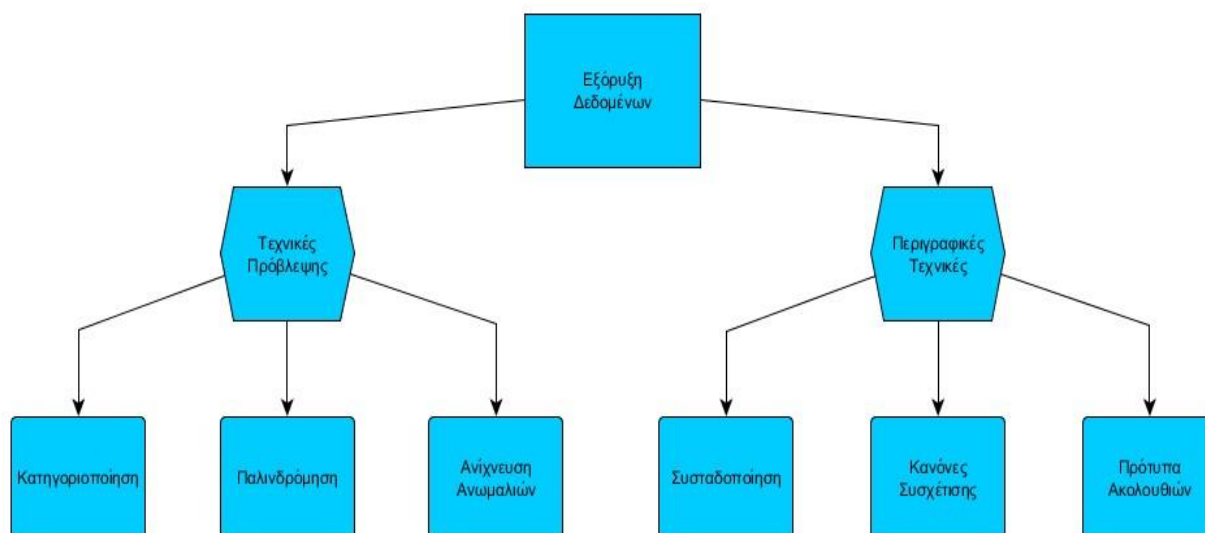 Εξόρυξη
Δεδομένων
Τεχνικές
Πρόβλεψης
Περιγραφικές
Τεχνικές
Κατηγοριοποίηση
Παλινδρόμηση
Ανίχνευση
Ανωμαλιών
Συσταδοποίηση
Κανόνες
Συσχέτισης
Πρότυπα
Ακολουθιών